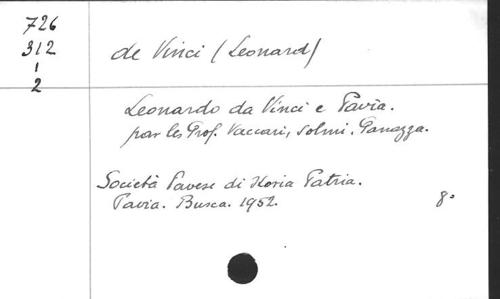 726
312
1
2
de Vinci (Leonard)
Leonardo da Vinci e Pavia.
par les Prof. Vaccari, Solmi, Panazza.
Società Pavese di Storia Patria.
Pavia. Busca. 1952. 8°